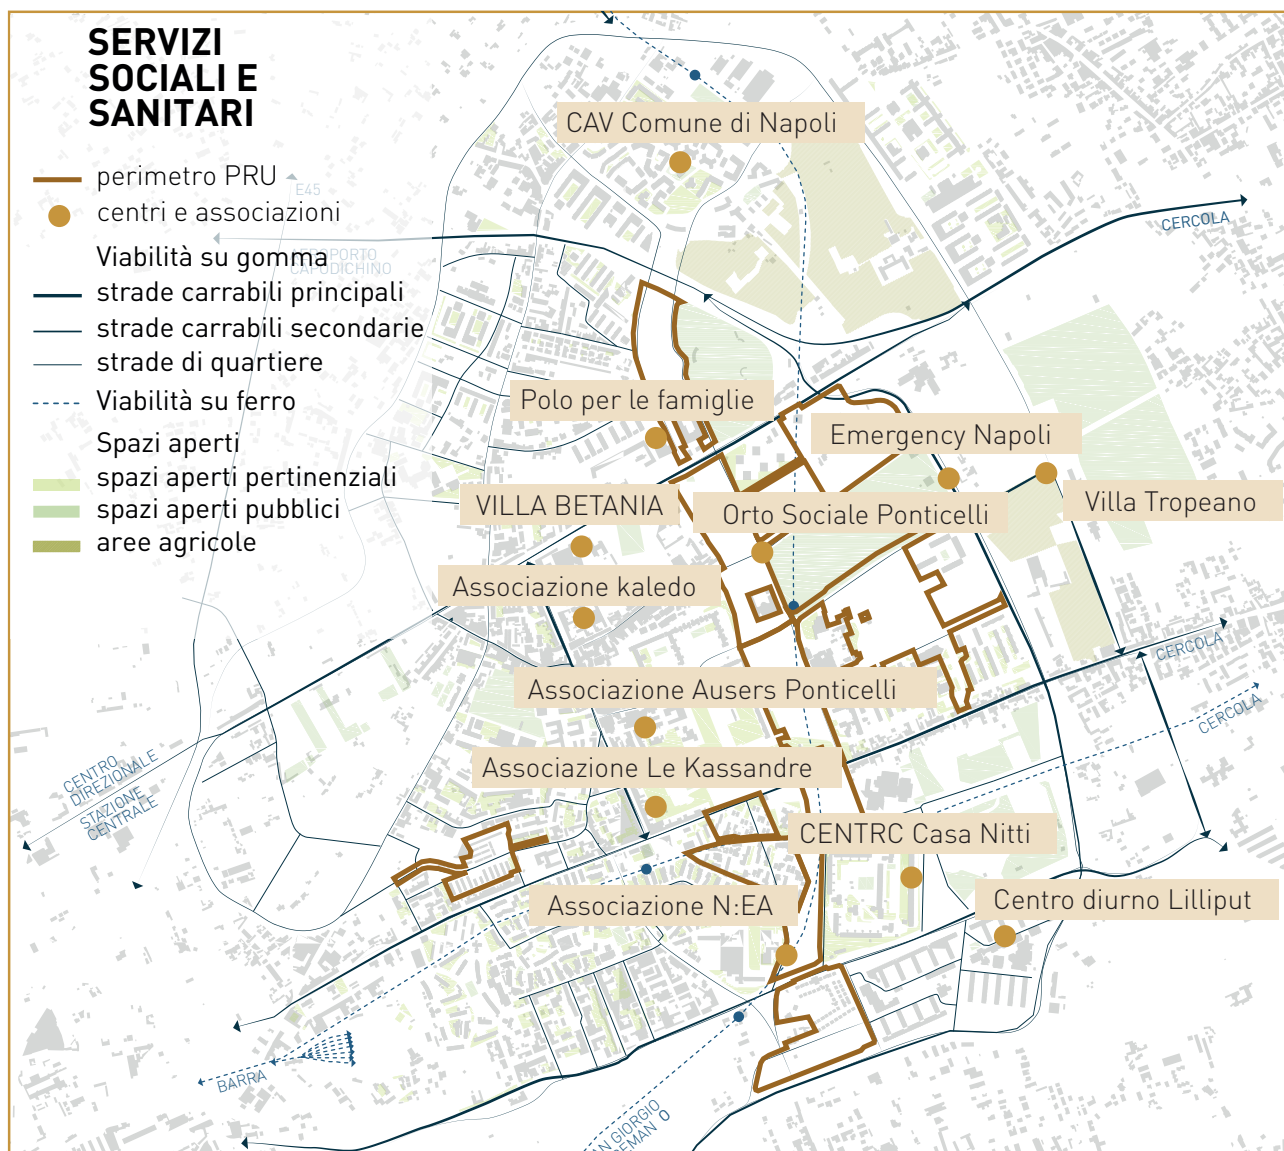 SERVIZI
SOCIALI E
SANITARI
perimetro PRU
centri e associazioni
Viabilità su gomma
strade carrabili principali
strade carrabili secondarie
strade di quartiere
Viabilità su ferro
Spazi aperti
spazi aperti pertinenziali
spazi aperti pubblici
aree agricole
E45
AEROPORTO
CAPODICHINO
CAV Comune di Napoli
CERCOLA
Polo per le famiglie
Emergency Napoli
VILLA BETANIA
Orto Sociale Ponticelli
Villa Tropeano
Associazione kaledo
CERCOLA
Associazione Ausers Ponticelli
CERCOLA
CENTRO
DIREZIONALE
STAZIONE
CENTRALE
Associazione Le Kassandre
CENTRC Casa Nitti
Associazione N:EA
Centro diurno Lilliput
BARRA
AN GIORGIO
REMAN 0